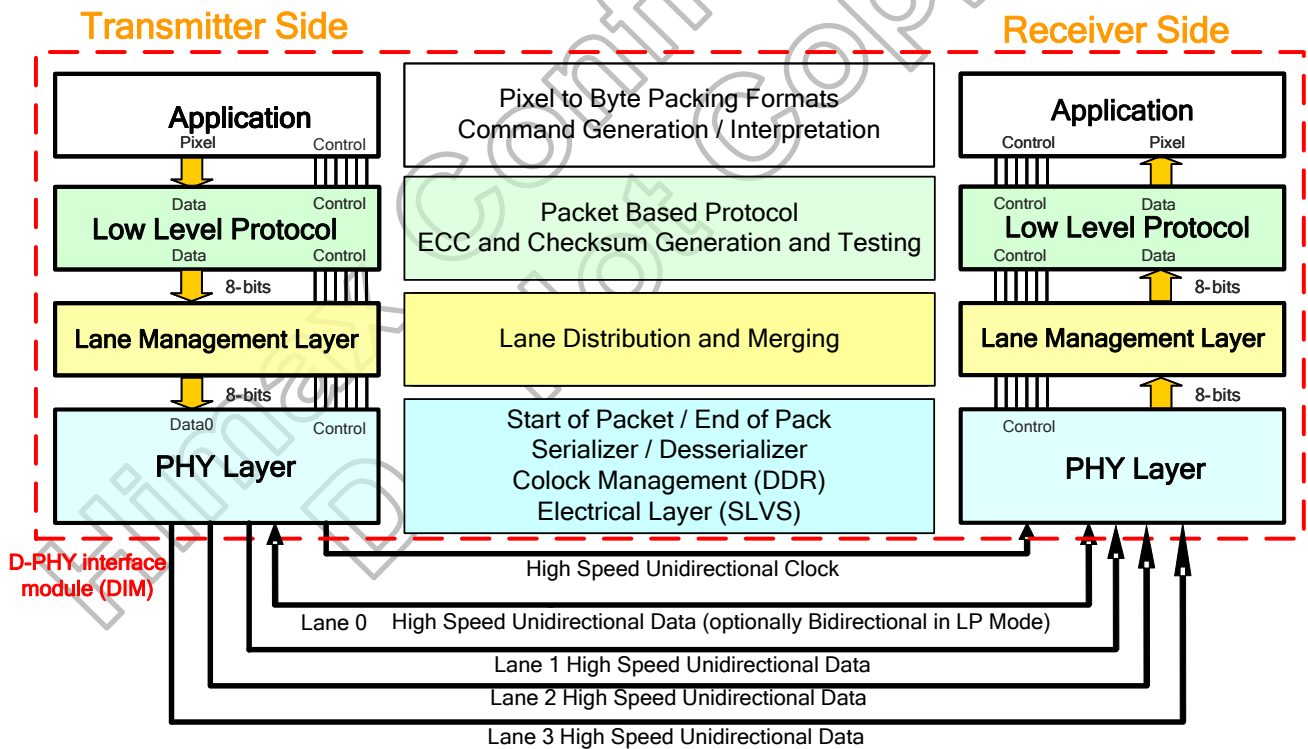 Transmitter Side
Receiver Side
Application
Pixel
Control
Pixel to Byte Packing Formats
Command Generation / Interpretation
Application
Control
Pixel
Data
Control
Low Level Protocol
Data
Control
Packet Based Protocol
ECC and Checksum Generation and Testing
Control
Data
Low Level Protocol
Control
Data
8-bits
8-bits
Lane Management Layer
Lane Distribution and Merging
Lane Management Layer
8-bits
8-bits
Data0
Control
PHY Layer
Start of Packet / End of Pack
Serializer / Desserializer
Colock Management (DDR)
Electrical Layer (SLVS)
Control
PHY Layer
D-PHY interface
module (DIM)
High Speed Unidirectional Clock
Lane 0 High Speed Unidirectional Data (optionally Bidirectional in LP Mode)
Lane 1 High Speed Unidirectional Data
Lane 2 High Speed Unidirectional Data
Lane 3 High Speed Unidirectional Data